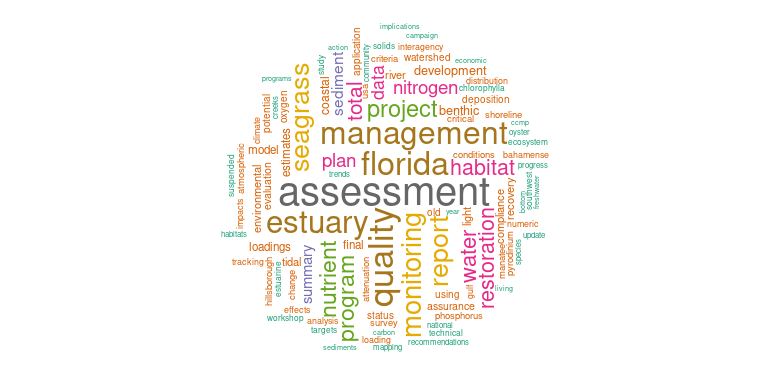 implications
campaign
action
solids
interagency
study
community
application
criteria
watershed
economic
programs
seagrass
coastal
sediment
total
usa
data
river
development
distribution
potential
creeks
oxygen
nitrogen
chlorophylla
deposition
project
benthic
critical
shoreline
ccmp
oyster
climate
estimates
management
ecosystem
model
atmospheric
suspended
plan
florida
habitat
conditions
bahamense
progress
trends
environmental
evaluation
assessment
recovery
southwest
freshwater
bottom
impacts
habitats
estuary
quality
old
year
light
compliance
numeric
update
monitoring
report
water
restoration
manatee
pyrodinium
species
loadings
final
nutrient
program
summary
tracking
tidal
hillsborough
estuarine
change
attenuation
using
gulf
living
effects
workshop
analysis
targets
status
survey
assurance
phosphorus
national
technical
carbon
loading
recommendations
sediments
mapping